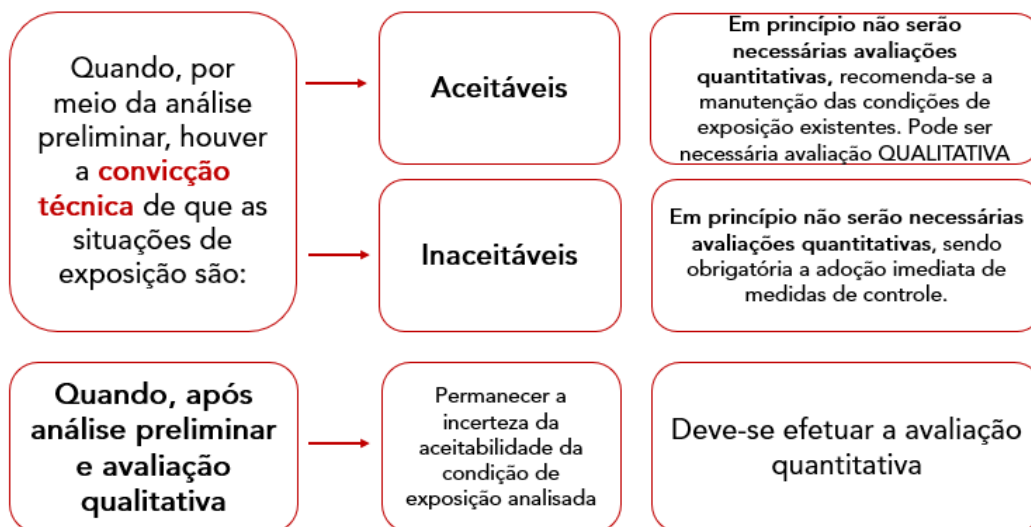 Quando, por
meio da análise
preliminar, houver
a convicção
técnica de que as
situações de
exposição são:
Aceitáveis
Em princípio não serão
necessárias avaliações
quantitativas, recomenda-se a
manutenção das condições de
exposição existentes. Pode ser
necessária avaliação QUALITATIVA
Inaceitáveis
Em princípio não serão necessárias
avaliações quantitativas, sendo
obrigatória a adoção imediata de
medidas de controle.
Quando, após
análise preliminar
e avaliação
qualitativa
Permanecer a
incerteza da
aceitabilidade da
condição de
exposição analisada
Deve-se efetuar a avaliação
quantitativa